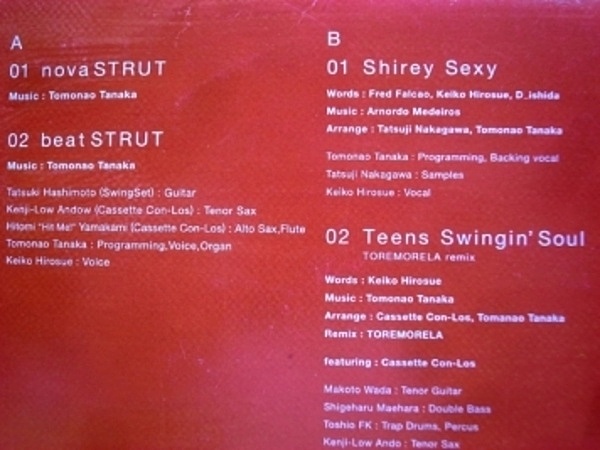 A
01 nova STRUT
Music : Tomonao Tanaka
02 beat STRUT
Music : Tomonao Tanaka
Tatsuki Hashimoto (SwingSet) : Guitar
Kenji-Low Andow (Cassette Con-Los) : Tenor Sax
Hitomi "Hit Me!" Yamakami (Cassette Con-Los) : Alto Sax,Flute
Tomonao Tanaka : Programming,Voice,Organ
Keiko Hirosue : Voice
B
01 Shirey Sexy
Words : Fred Falcao, Keiko Hirosue, D_ishida
Music : Arnordo Medeiros
Arrange : Tatsuji Nakagawa, Tomonao Tanaka
Tomonao Tanaka : Programming, Backing vocal
Tatsuji Nakagawa : Samples
Keiko Hirosue : Vocal
02 Teens Swingin' Soul
TOREMORELA remix
Words : Keiko Hirosue
Music : Tomonao Tanaka
Arrange : Cassette Con-Los, Tomanao Tanaka
Remix : TOREMORELA
featuring : Cassette Con-Los
Makoto Wada : Tenor Guitar
Shigeharu Maehara : Double Bass
Toshio FK : Trap Drums, Percus
Kenji-Low Ando : Tenor Sax